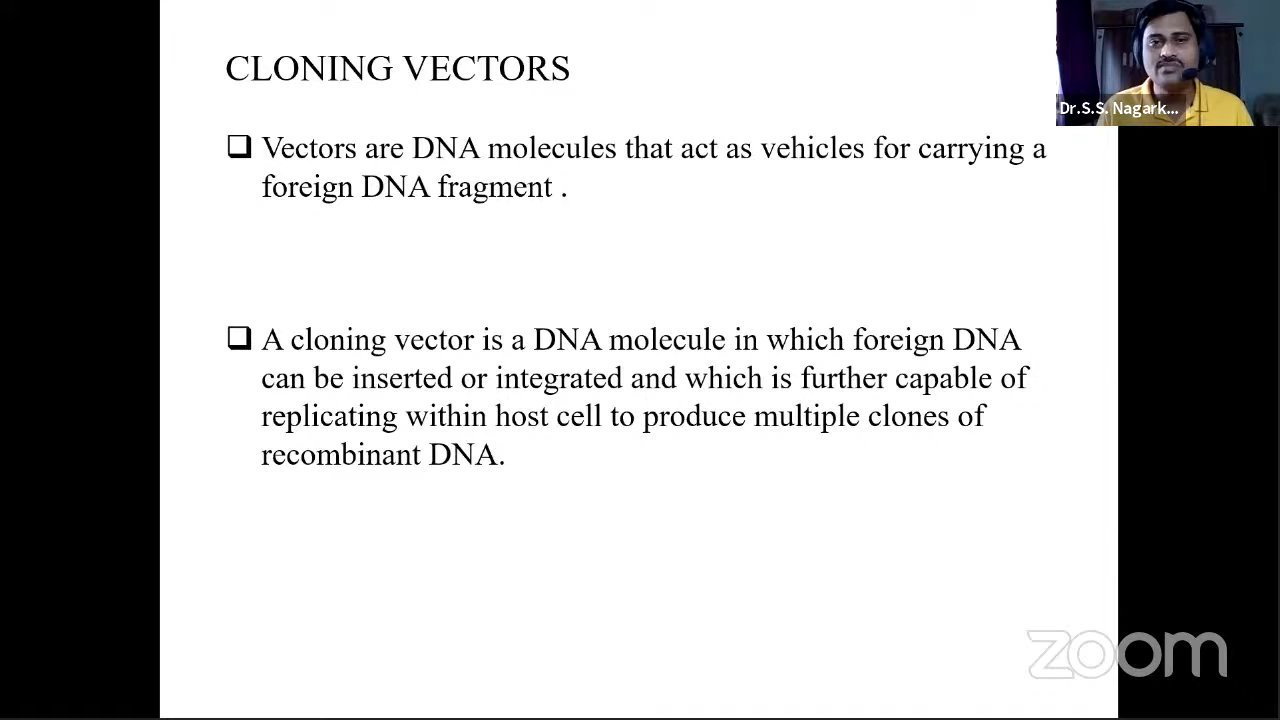 CLONING VECTORS
Dr.S.S. Nagark...
❑ Vectors are DNA molecules that act as vehicles for carrying a
foreign DNA fragment .
❑ A cloning vector is a DNA molecule in which foreign DNA
can be inserted or integrated and which is further capable of
replicating within host cell to produce multiple clones of
recombinant DNA.
zoom